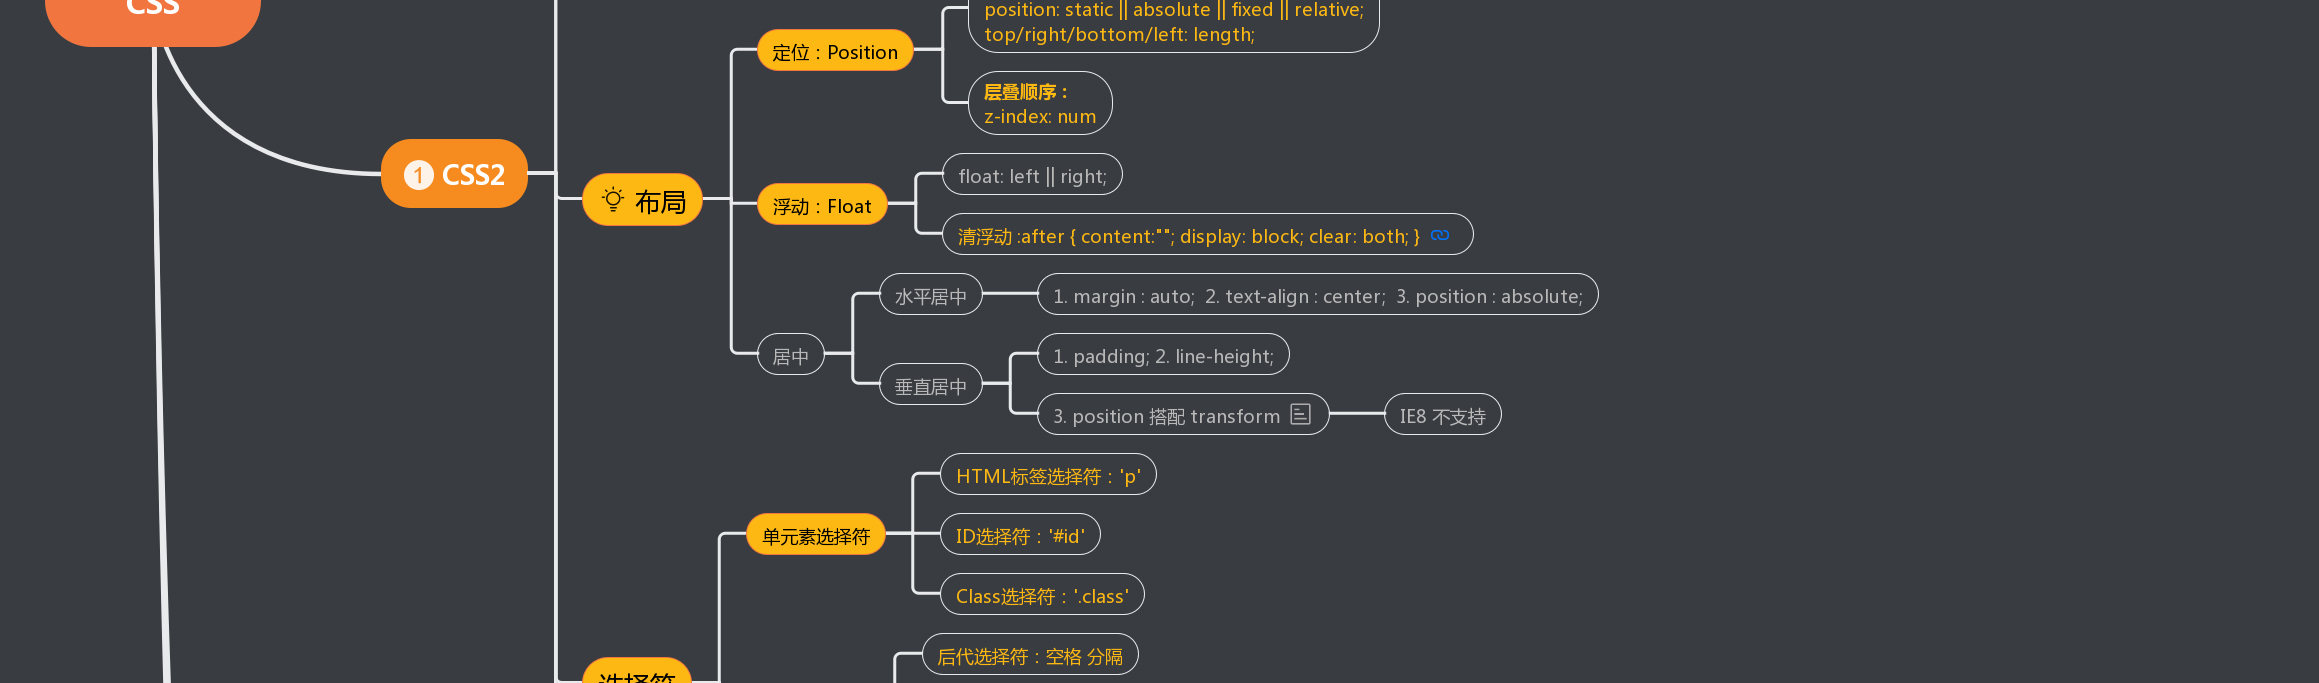 CSS
position: static || absolute || fixed || relative;
top/right/bottom/left: length;
定位：Position
层叠顺序：
z-index: num
1 CSS2
布局
float: left || right;
浮动：Float
清浮动 :after { content:""; display: block; clear: both; }
水平居中
1. margin : auto;  2. text-align : center;  3. position : absolute;
居中
1. padding; 2. line-height;
垂直居中
3. position 搭配 transform
IE8 不支持
HTML标签选择符：'p'
单元素选择符
ID选择符：'#id'
Class选择符：'.class'
后代选择符：空格 分隔
选择符